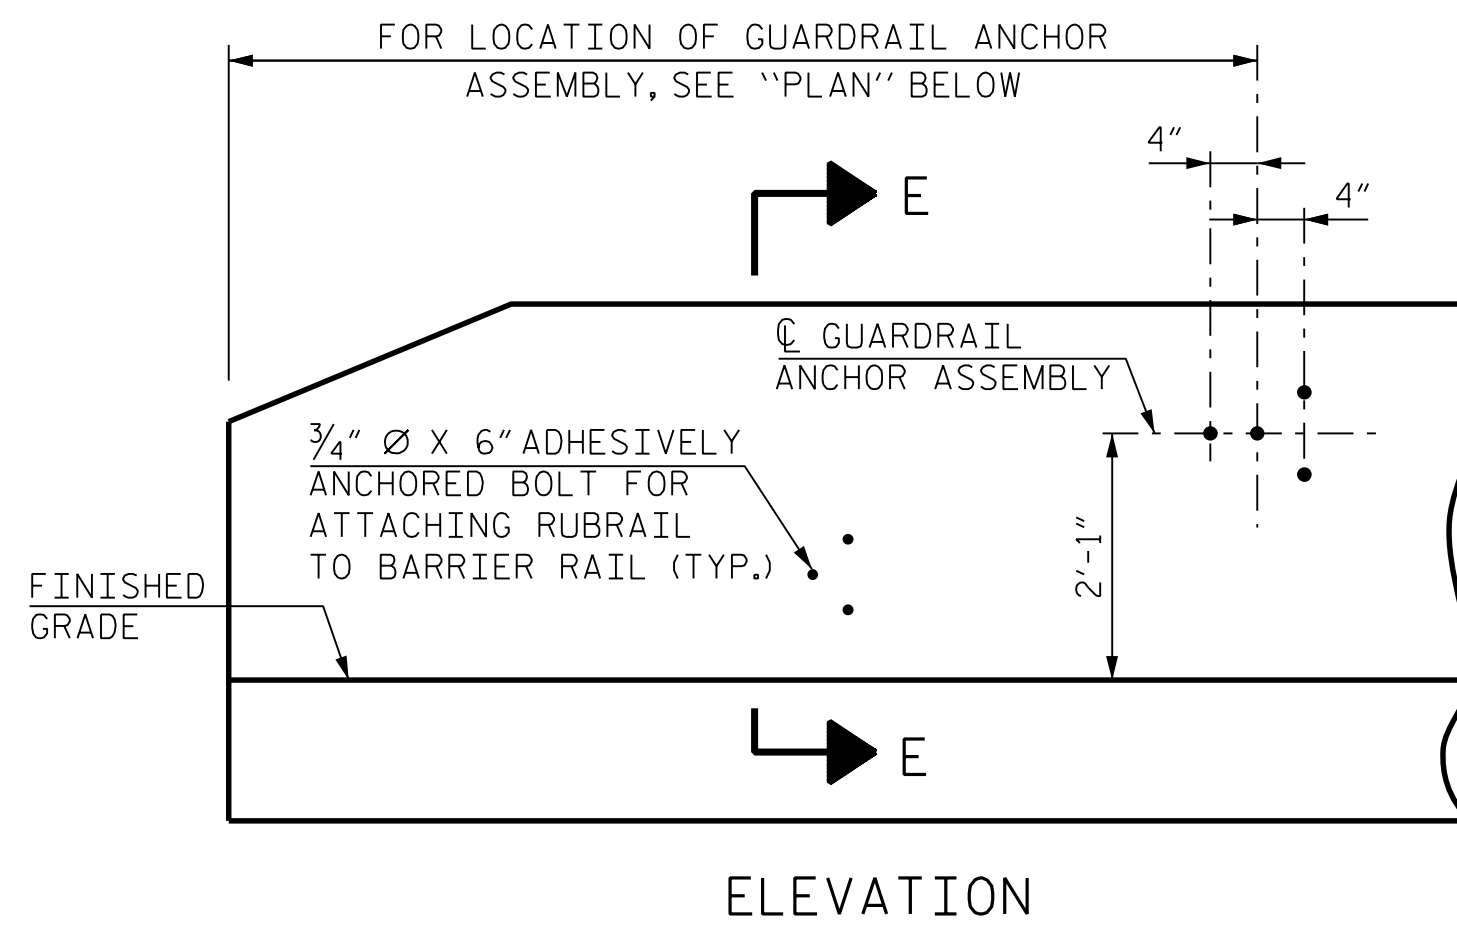 FOR LOCATION OF GUARDRAIL ANCHOR
ASSEMBLY, SEE "PLAN" BELOW
4"
4"
E
℄ GUARDRAIL
ANCHOR ASSEMBLY
3/4" Ø X 6" ADHESIVELY
ANCHORED BOLT FOR
ATTACHING RUBRAIL
TO BARRIER RAIL (TYP.)
2'-1"
FINISHED
GRADE
E
ELEVATION